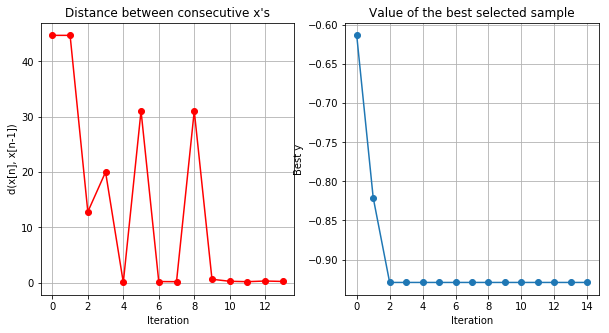 Distance between consecutive x's
d(x[n], x[n-1])
40
30
20
10
0
0 2 4 6 8 10 12
Iteration
Value of the best selected sample
Best y
−0.60
−0.65
−0.70
−0.75
−0.80
−0.85
−0.90
0 2 4 6 8 10 12 14
Iteration